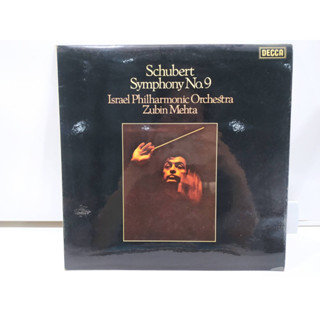 DECCA
Schubert
Symphony No.9
Israel Philharmonic Orchestra
Zubin Mehta